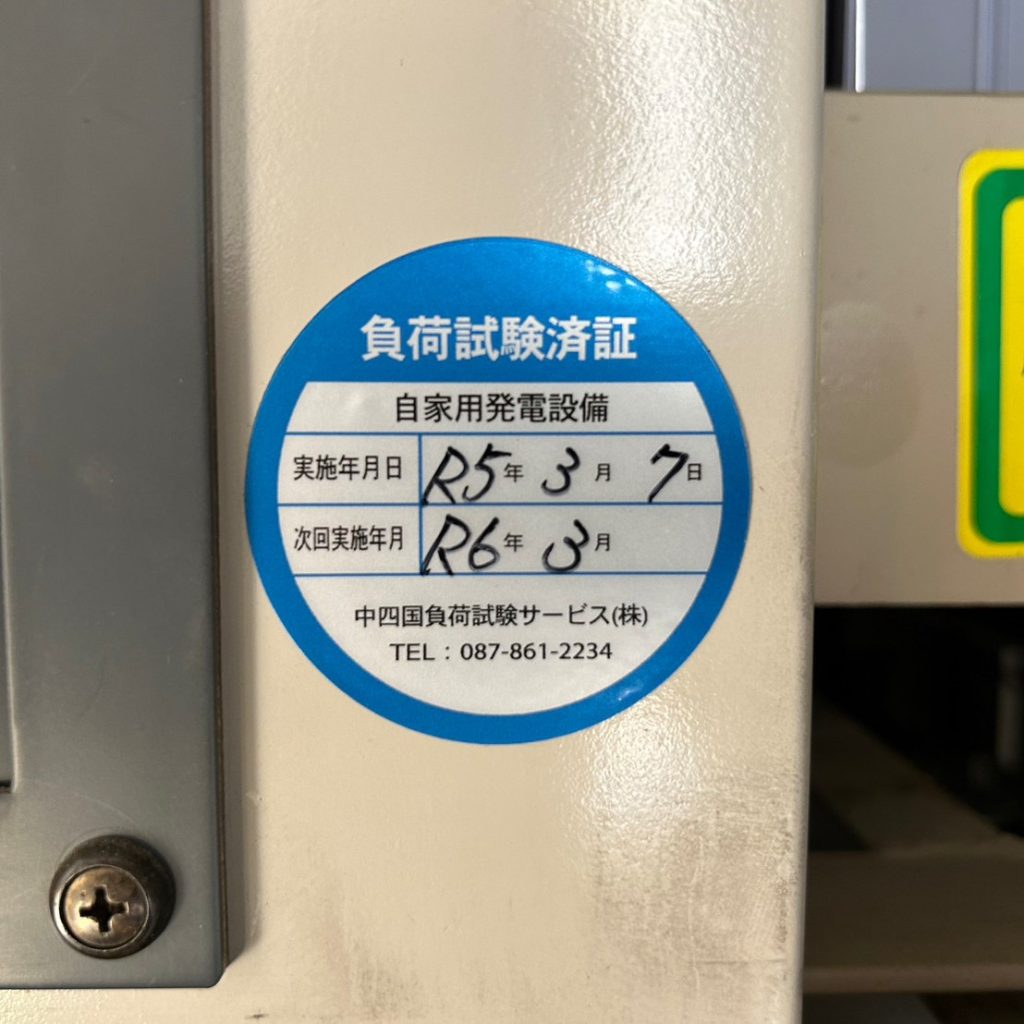 負荷試験済証
自家用発電設備
実施年月日 R5年 3月 7日
次回実施年月 R6年 3月
中四国負荷試験サービス(株)
TEL：087-861-2234